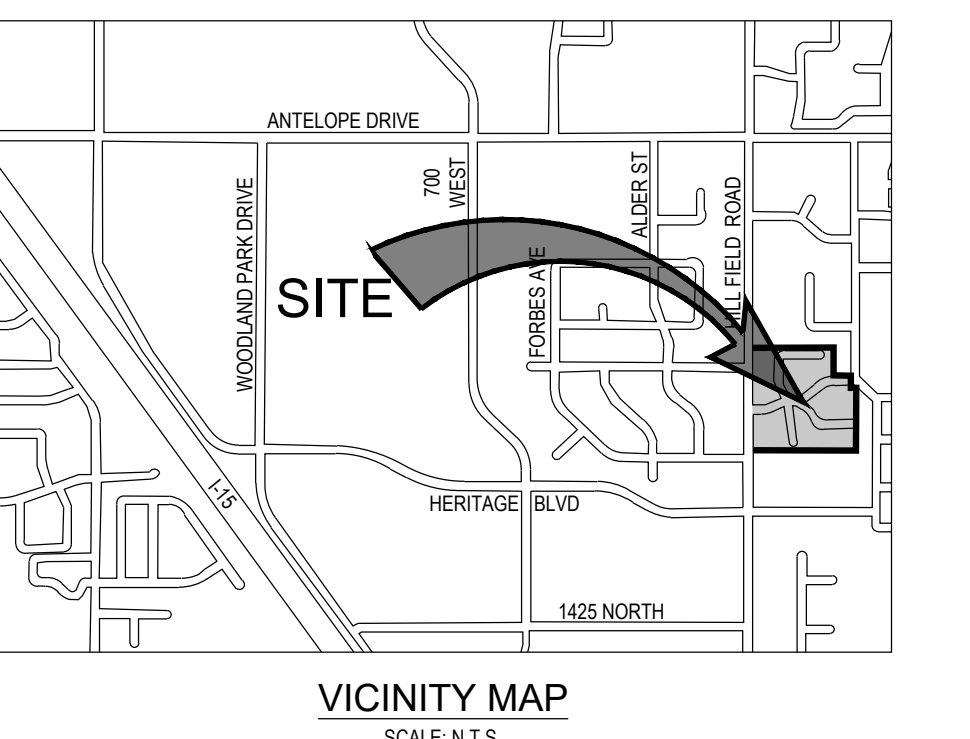 ANTELOPE DRIVE
700
WEST
WOODLAND PARK DRIVE
ALDER ST
HILL FIELD ROAD
FORBES AVE
SITE
I-15
HERITAGE BLVD
1425 NORTH
VICINITY MAP
SCALE: N.T.S.